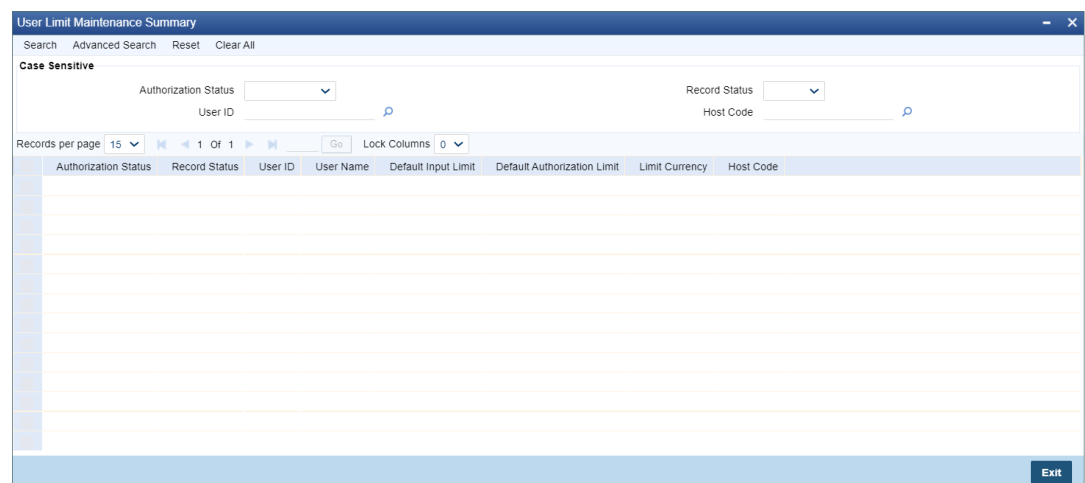 User Limit Maintenance Summary
Search Advanced Search Reset Clear All
Case Sensitive
Authorization Status Record Status
User ID Host Code
Records per page 15 1 Of 1 Go Lock Columns 0
Authorization Status Record Status User ID User Name Default Input Limit Default Authorization Limit Limit Currency Host Code
Exit